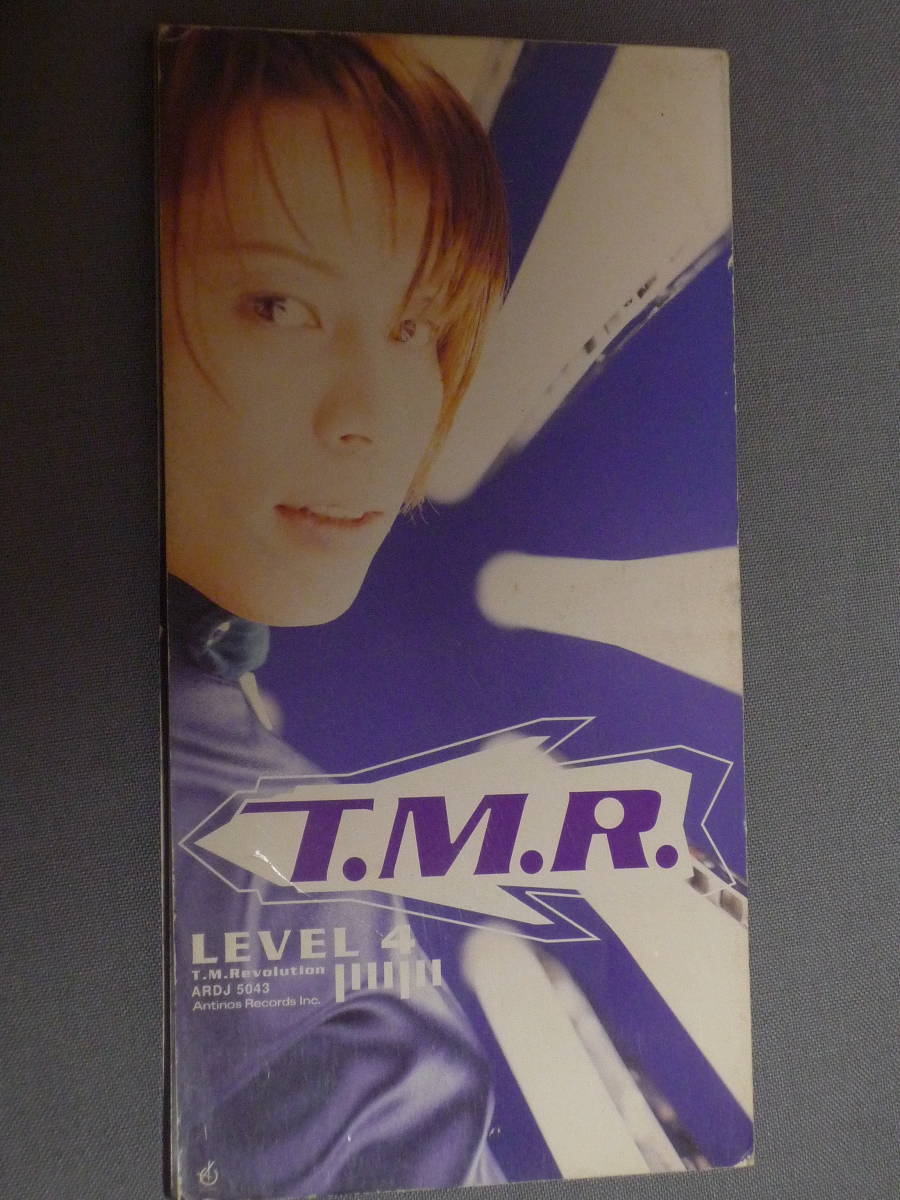 T.M.R.
LEVEL 4
T.M.Revolution
ARDJ 5043
Antinos Records Inc.